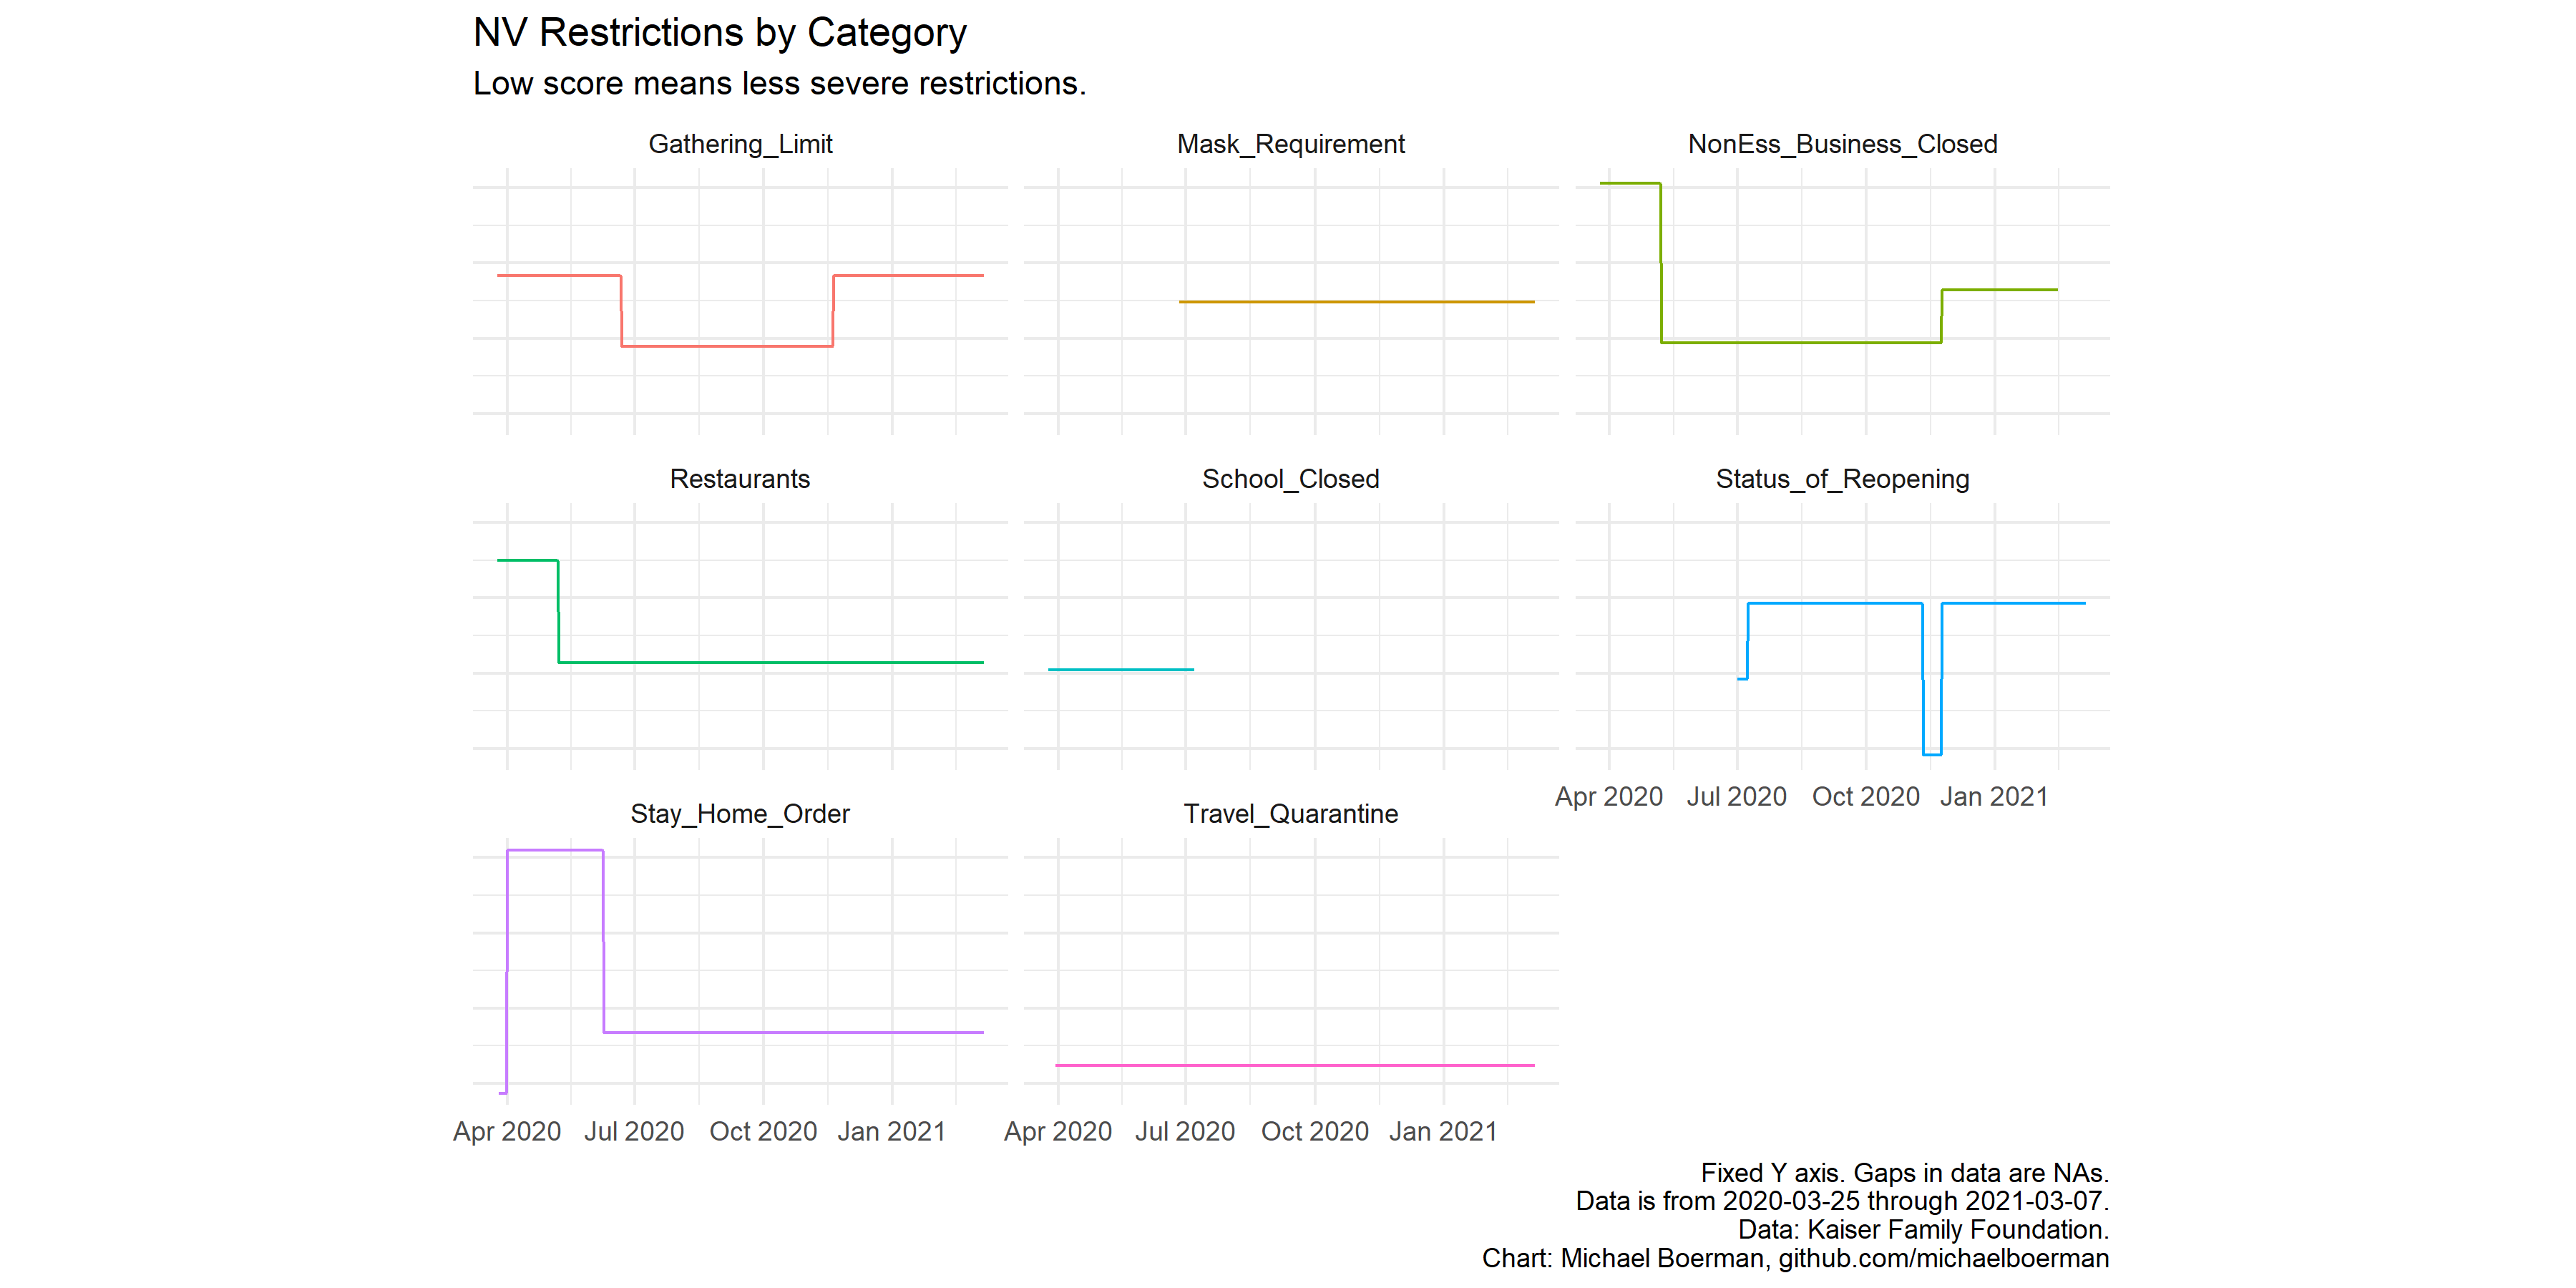 NV Restrictions by Category
Low score means less severe restrictions.
Gathering_Limit
Mask_Requirement
NonEss_Business_Closed
Restaurants
School_Closed
Status_of_Reopening
Apr 2020 Jul 2020 Oct 2020 Jan 2021
Stay_Home_Order
Travel_Quarantine
Apr 2020 Jul 2020 Oct 2020 Jan 2021
Apr 2020 Jul 2020 Oct 2020 Jan 2021
Fixed Y axis. Gaps in data are NAs.
Data is from 2020-03-25 through 2021-03-07.
Data: Kaiser Family Foundation.
Chart: Michael Boerman, github.com/michaelboerman